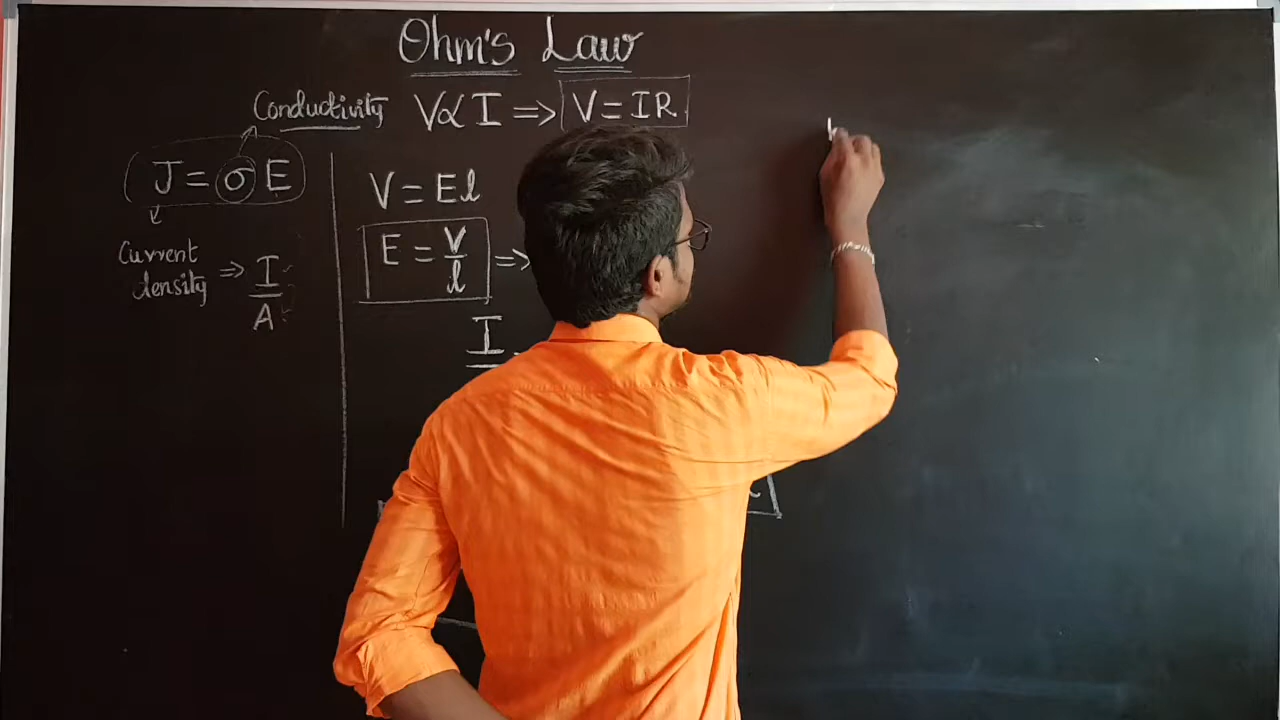 Ohm's Law
Conductivity V∝I ⇒ V = IR
J = σE
Current density ⇒ I/A
V = El
E = V/l ⇒
I